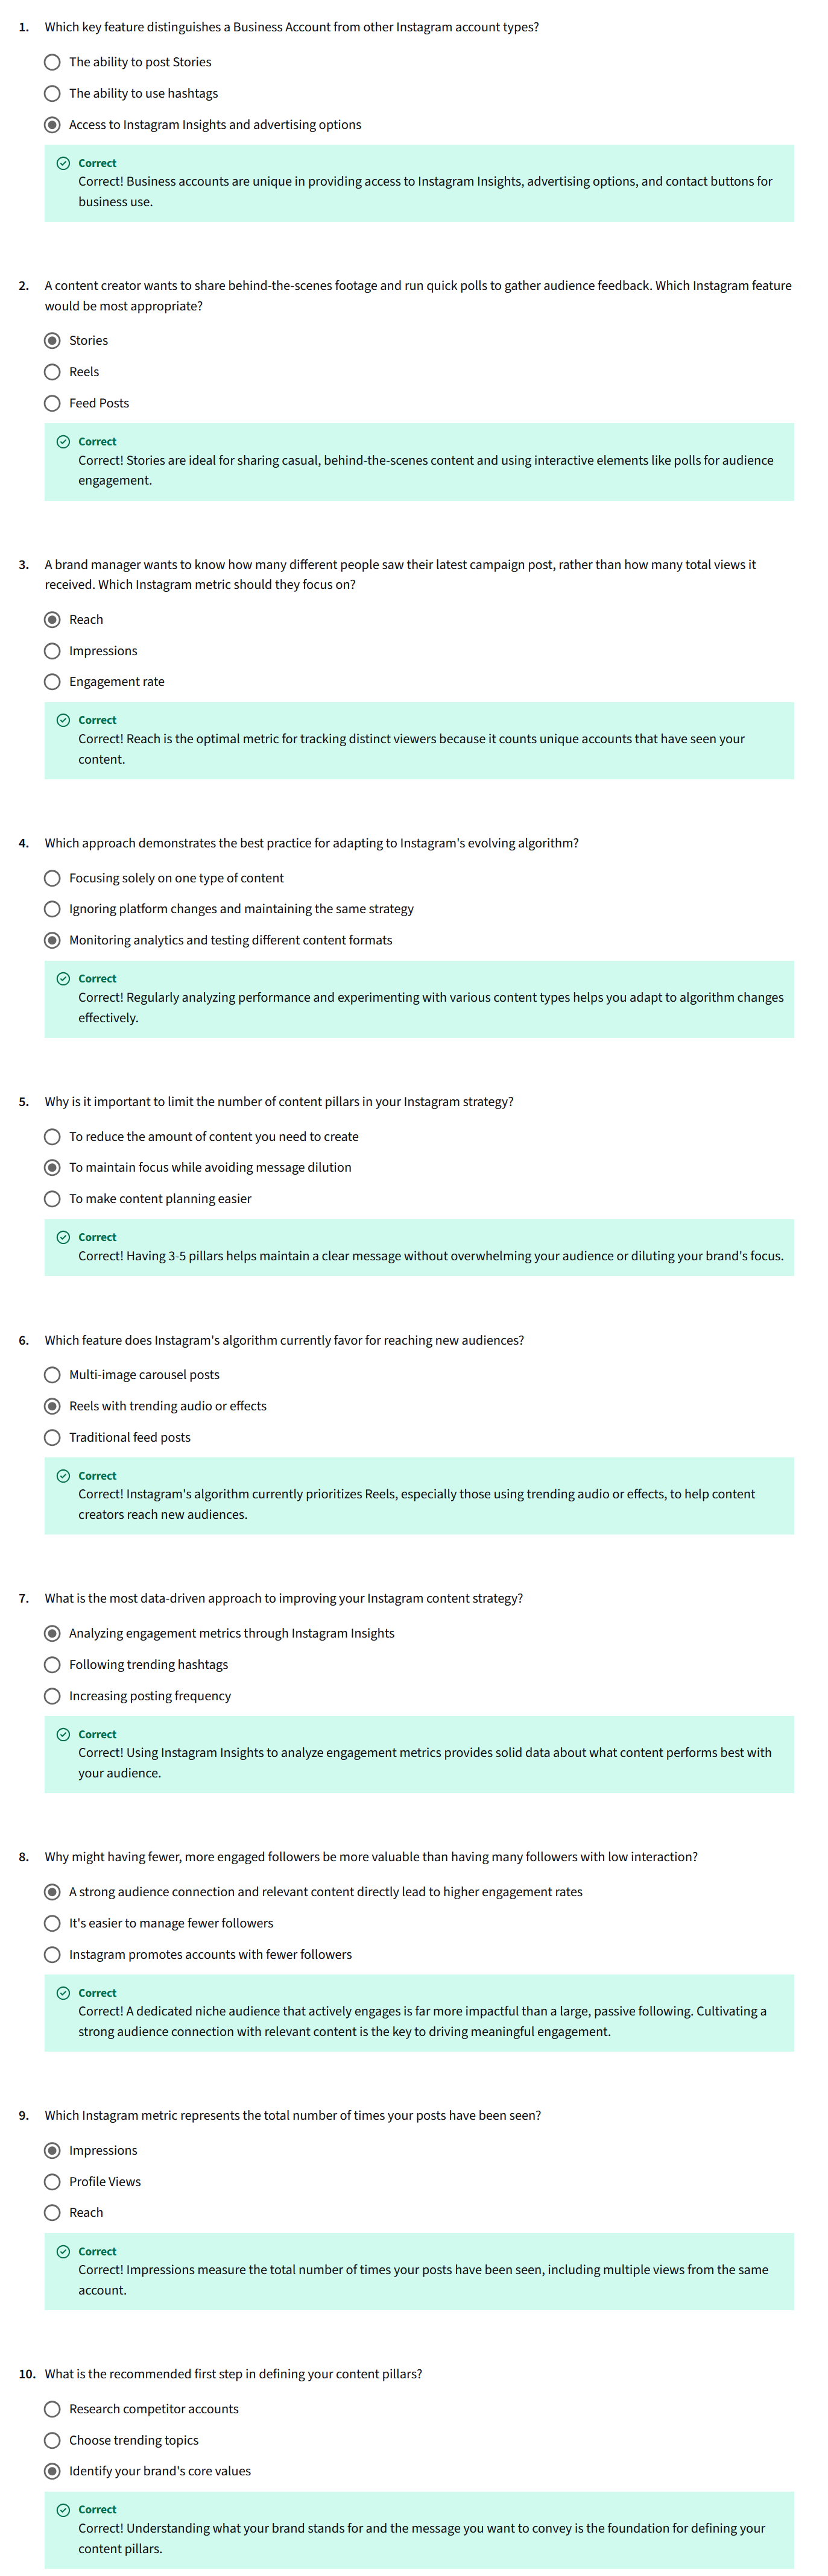 1. Which key feature distinguishes a Business Account from other Instagram account types?
The ability to post Stories
The ability to use hashtags
Access to Instagram Insights and advertising options
Correct
Correct! Business accounts are unique in providing access to Instagram Insights, advertising options, and contact buttons for
business use.
2. A content creator wants to share behind-the-scenes footage and run quick polls to gather audience feedback. Which Instagram feature
would be most appropriate?
Stories
Reels
Feed Posts
Correct
Correct! Stories are ideal for sharing casual, behind-the-scenes content and using interactive elements like polls for audience
engagement.
3. A brand manager wants to know how many different people saw their latest campaign post, rather than how many total views it
received. Which Instagram metric should they focus on?
Reach
Impressions
Engagement rate
Correct
Correct! Reach is the optimal metric for tracking distinct viewers because it counts unique accounts that have seen your
content.
4. Which approach demonstrates the best practice for adapting to Instagram's evolving algorithm?
Focusing solely on one type of content
Ignoring platform changes and maintaining the same strategy
Monitoring analytics and testing different content formats
Correct
Correct! Regularly analyzing performance and experimenting with various content types helps you adapt to algorithm changes
effectively.
5. Why is it important to limit the number of content pillars in your Instagram strategy?
To reduce the amount of content you need to create
To maintain focus while avoiding message dilution
To make content planning easier
Correct
Correct! Having 3-5 pillars helps maintain a clear message without overwhelming your audience or diluting your brand's focus.
6. Which feature does Instagram's algorithm currently favor for reaching new audiences?
Multi-image carousel posts
Reels with trending audio or effects
Traditional feed posts
Correct
Correct! Instagram's algorithm currently prioritizes Reels, especially those using trending audio or effects, to help content
creators reach new audiences.
7. What is the most data-driven approach to improving your Instagram content strategy?
Analyzing engagement metrics through Instagram Insights
Following trending hashtags
Increasing posting frequency
Correct
Correct! Using Instagram Insights to analyze engagement metrics provides solid data about what content performs best with
your audience.
8. Why might having fewer, more engaged followers be more valuable than having many followers with low interaction?
A strong audience connection and relevant content directly lead to higher engagement rates
It's easier to manage fewer followers
Instagram promotes accounts with fewer followers
Correct
Correct! A dedicated niche audience that actively engages is far more impactful than a large, passive following. Cultivating a
strong audience connection with relevant content is the key to driving meaningful engagement.
9. Which Instagram metric represents the total number of times your posts have been seen?
Impressions
Profile Views
Reach
Correct
Correct! Impressions measure the total number of times your posts have been seen, including multiple views from the same
account.
10. What is the recommended first step in defining your content pillars?
Research competitor accounts
Choose trending topics
Identify your brand's core values
Correct
Correct! Understanding what your brand stands for and the message you want to convey is the foundation for defining your
content pillars.